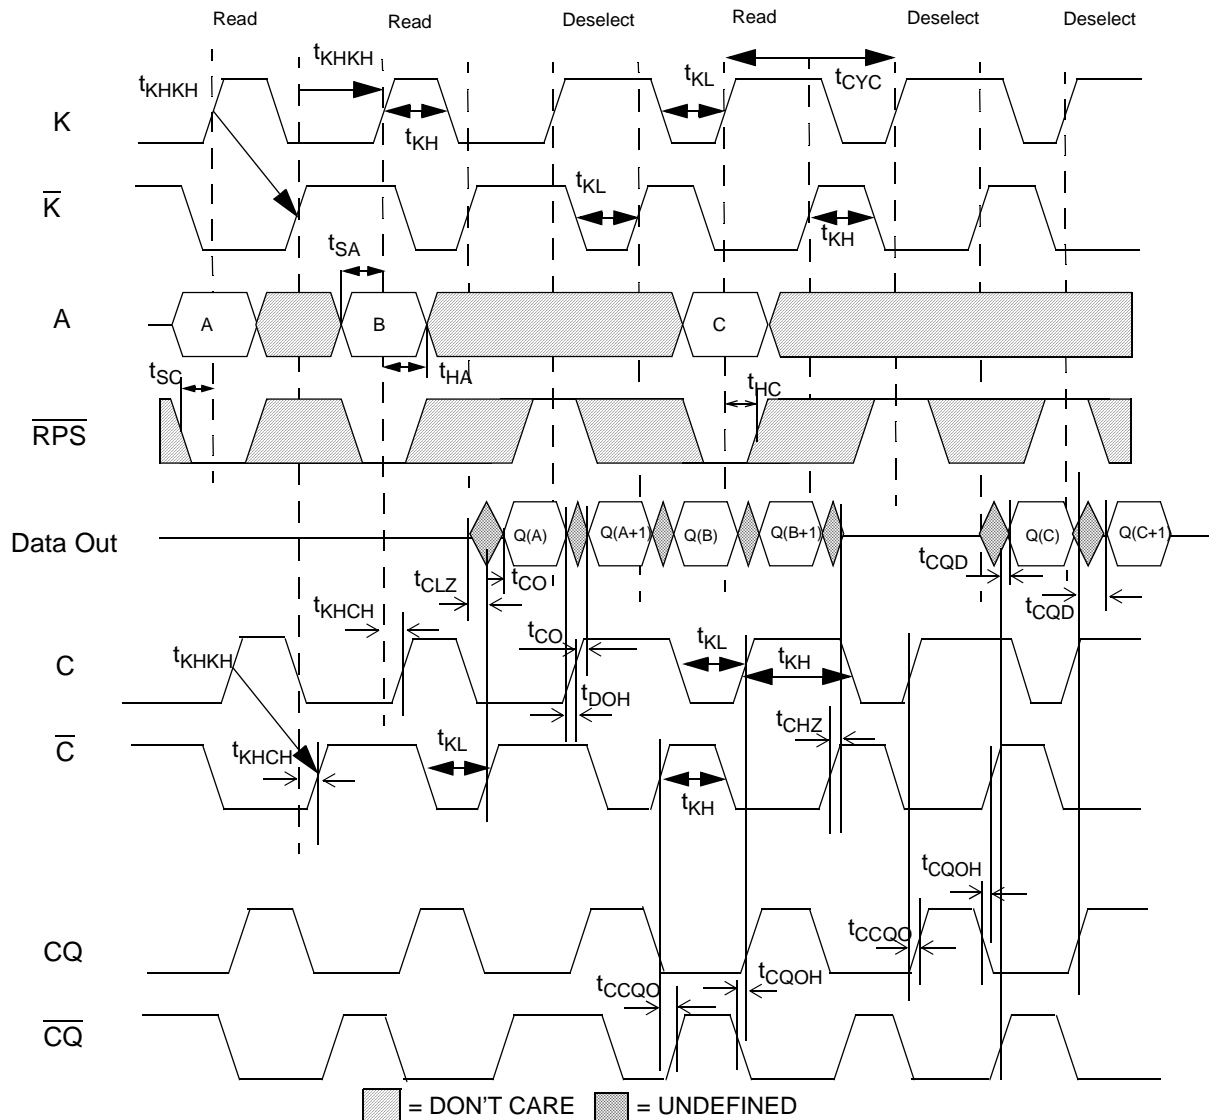 Read Read Deselect Read Deselect Deselect
tKHKH tKHKH tKL tCYC
K
tKH
K̅
tKL
tSA tKH
A
A B C
tSC tHA tHC
R̅P̅S̅
Data Out
Q(A) Q(A+1) Q(B) Q(B+1) Q(C) Q(C+1)
tCLZ tCO tCQD
tKHCH tCQD
tCO tKL
C
tKHKH tKH
tDOH
C̅
tKHCH tKL tCHZ
tKH
tCQOH
CQ
tCCQO
tCCQO tCQOH
C̅Q̅
= DON'T CARE = UNDEFINED